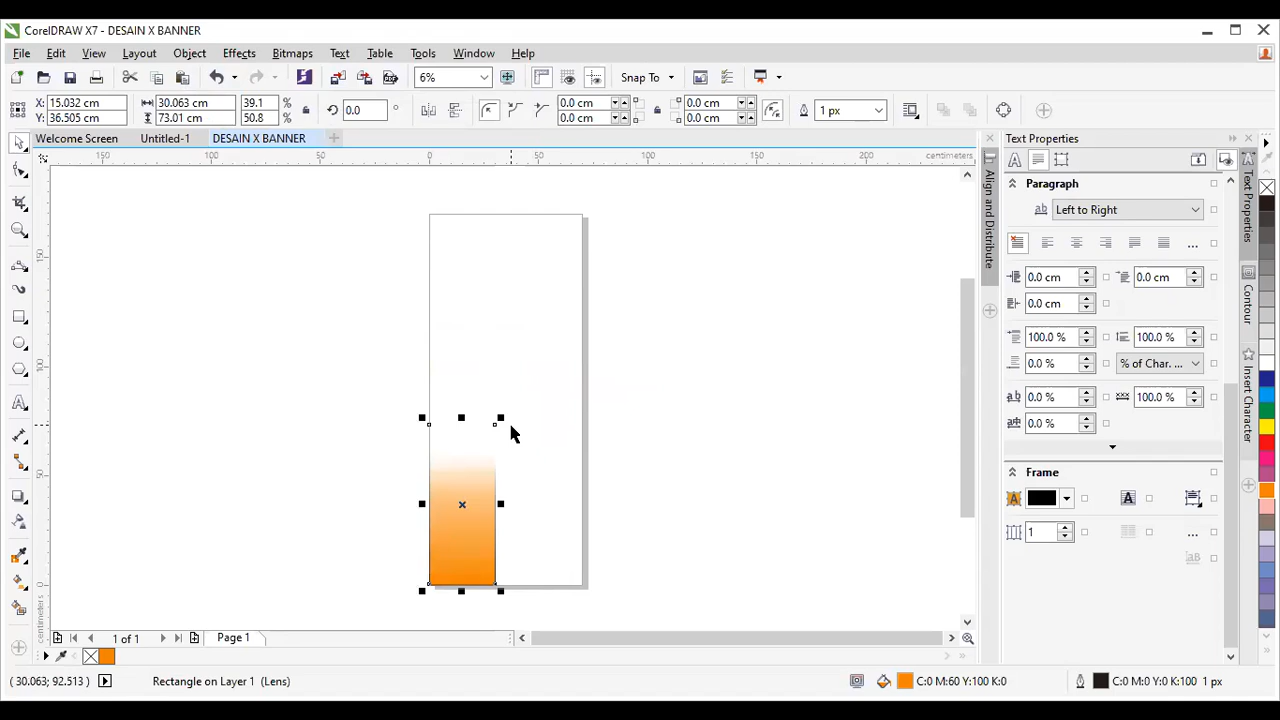 CorelDRAW X7 - DESAIN X BANNER
File Edit View Layout Object Effects Bitmaps Text Table Tools Window Help
6% Snap To
X: 15.032 cm 30.063 cm 39.1 % 0.0 ° 0.0 cm 0.0 cm 1 px
Y: 36.505 cm 73.01 cm 50.8 % 0.0 cm 0.0 cm
Welcome Screen Untitled-1 DESAIN X BANNER
Text Properties
150 100 50 0 50 100 150 200 centimeters
150
100
50
0
centimeters
Align and Distribute
Paragraph
Left to Right
0.0 cm 0.0 cm
0.0 cm
100.0 % 100.0 %
0.0 % % of Char. ...
0.0 % 100.0 %
0.0 %
Frame
1
Text Properties
Contour
Insert Character
1 of 1 Page 1
( 30.063; 92.513 ) Rectangle on Layer 1 (Lens) C:0 M:60 Y:100 K:0 C:0 M:0 Y:0 K:100 1 px